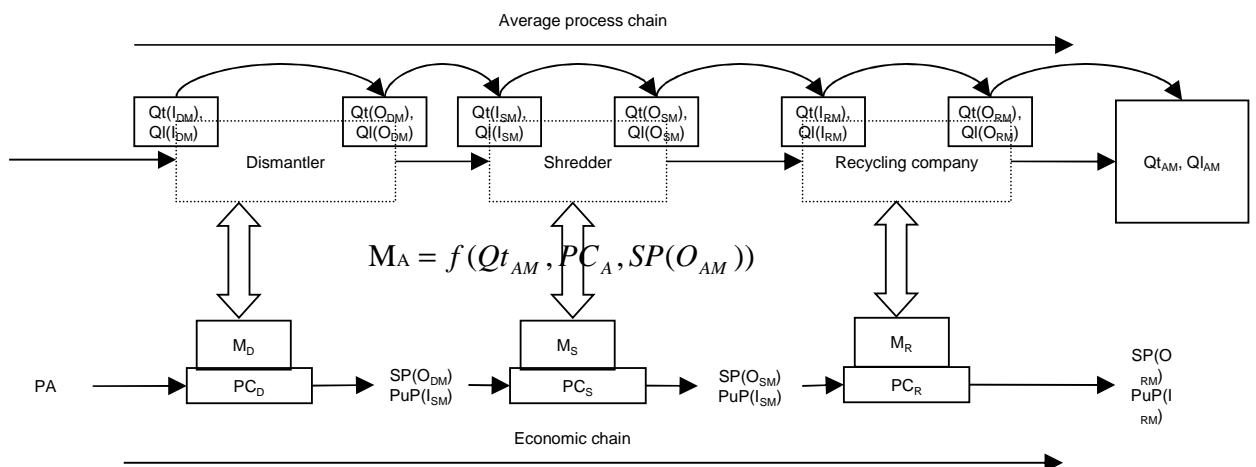 Average process chain
Qt(I_DM),
Ql(I_DM)
Qt(O_DM),
Ql(O_DM)
Qt(I_SM),
Ql(I_SM)
Qt(O_SM),
Ql(O_SM)
Qt(I_RM),
Ql(I_RM)
Qt(O_RM),
Ql(O_RM)
Dismantler
Shredder
Recycling company
Qt_AM, Ql_AM
M_A = f(Qt_AM, PC_A, SP(O_AM))
M_D
M_S
M_R
PA
PC_D
SP(O_DM)
PuP(I_SM)
PC_S
SP(O_SM)
PuP(I_SM)
PC_R
SP(O
RM)
PuP(I
RM)
Economic chain